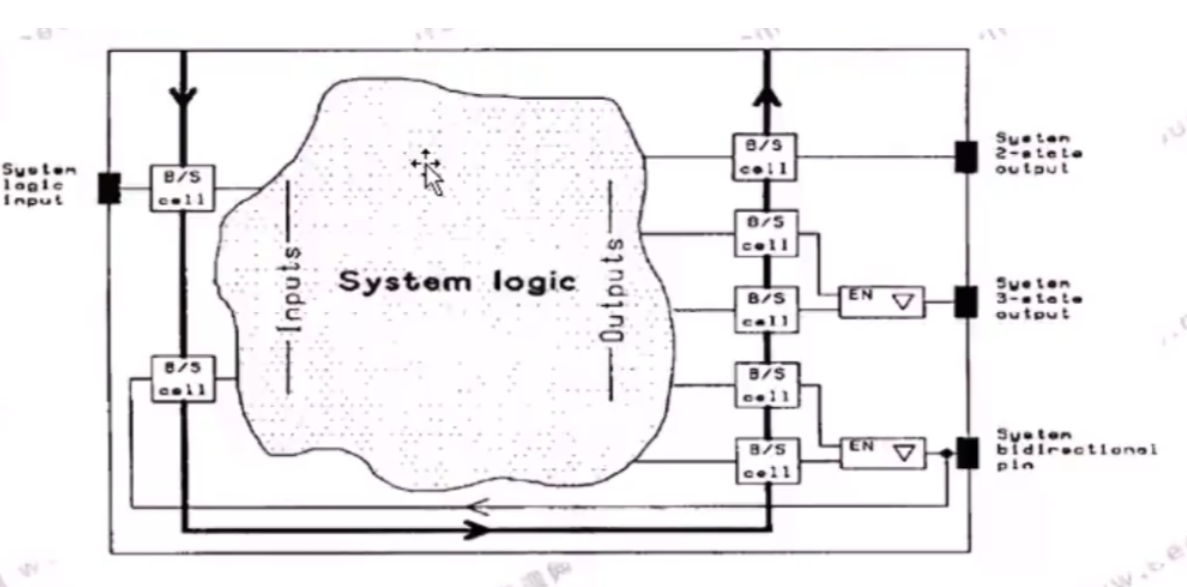 System
logic
input
B/S
cell
B/S
cell
Inputs
System logic
Outputs
B/S
cell
B/S
cell
B/S
cell
B/S
cell
B/S
cell
EN
EN
System
2-state
output
System
3-state
output
System
bidirectional
pin